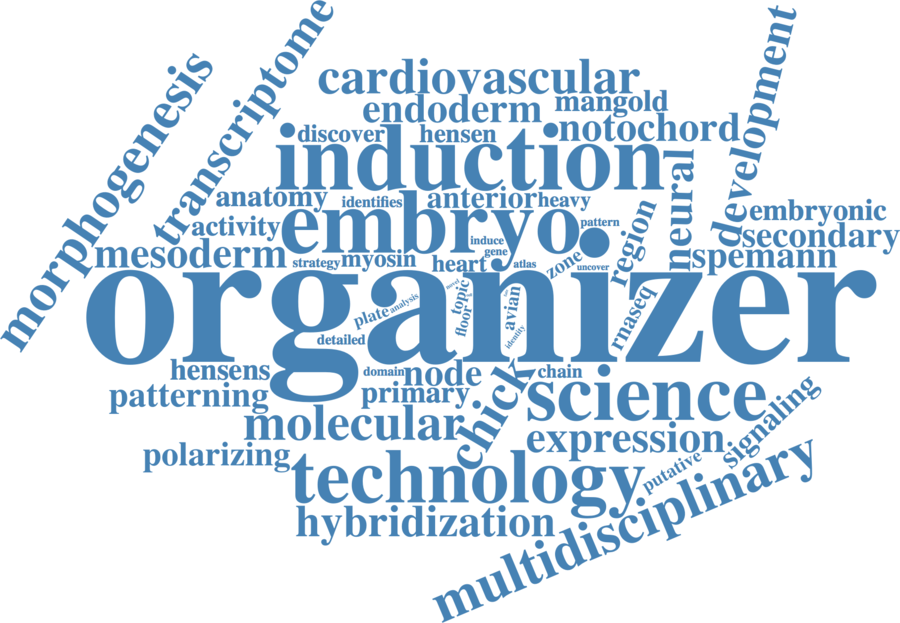 morphogenesis
transcriptome
cardiovascular
endoderm
mangold
discover
hensen
notochord
development
induction
neural
anatomy
identifies
anterior
heavy
activity
embryo
pattern
region
embryonic
secondary
mesoderm
strategy
myosin
induce
gene
heart
atlas
zone
uncover
spemann
organizer
plate
analysis
novel
topic
floor
avian
identity
rnaseq
detailed
hensens
domain
node
chick
chain
patterning
primary
science
molecular
expression
signaling
polarizing
technology
putative
hybridization
multidisciplinary